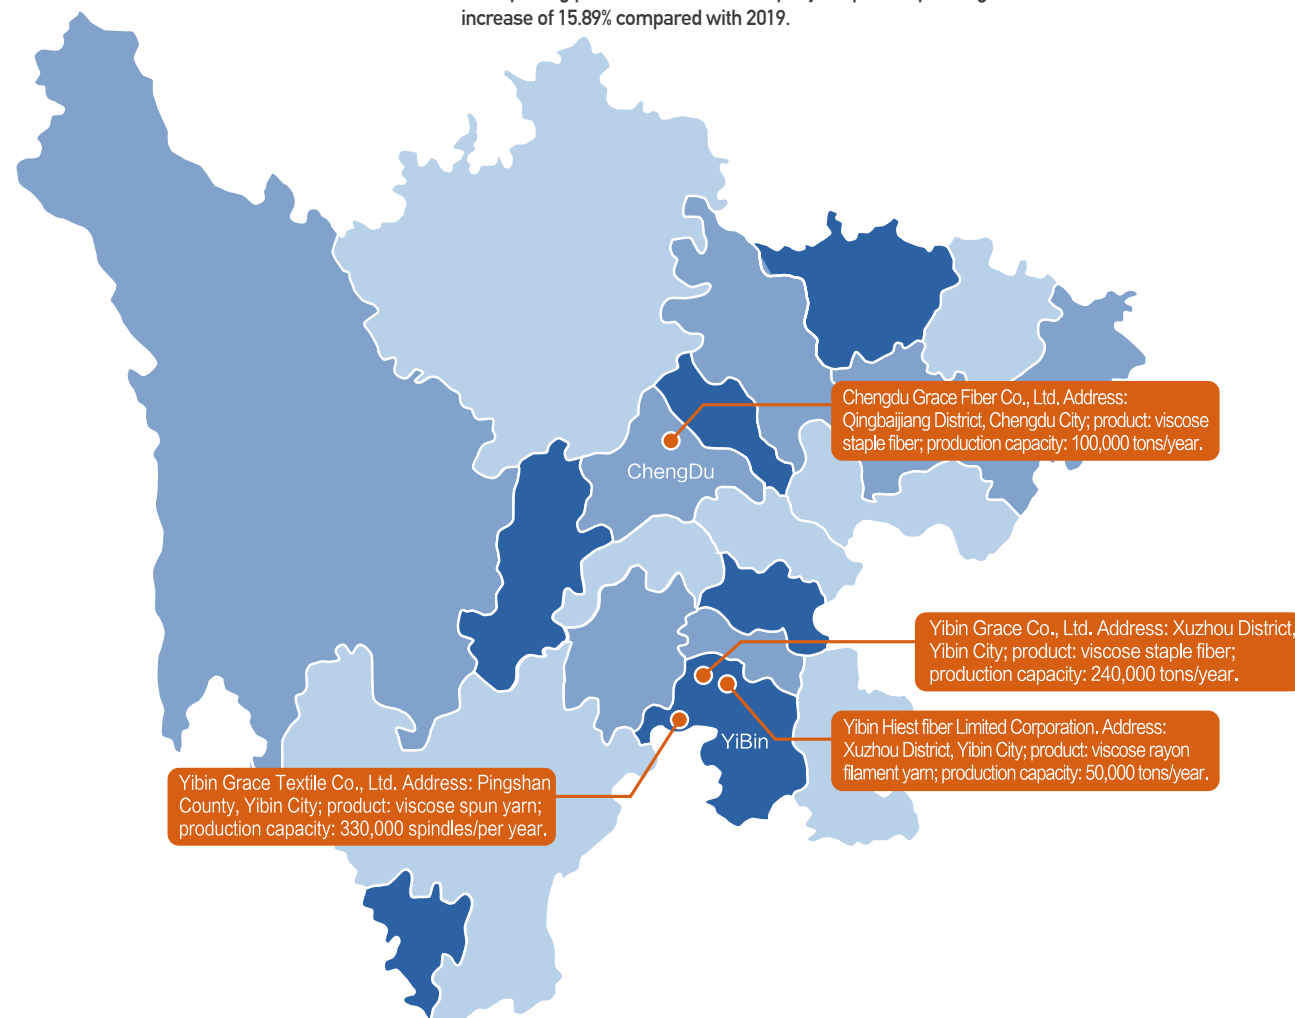 increase of 15.89% compared with 2019.
Chengdu Grace Fiber Co., Ltd. Address:
Qingbaijiang District, Chengdu City; product: viscose
staple fiber; production capacity: 100,000 tons/year.
ChengDu
Yibin Grace Co., Ltd. Address: Xuzhou District,
Yibin City; product: viscose staple fiber;
production capacity: 240,000 tons/year.
Yibin Hiest fiber Limited Corporation. Address:
Xuzhou District, Yibin City; product: viscose rayon
filament yarn; production capacity: 50,000 tons/year.
YiBin
Yibin Grace Textile Co., Ltd. Address: Pingshan
County, Yibin City; product: viscose spun yarn;
production capacity: 330,000 spindles/per year.